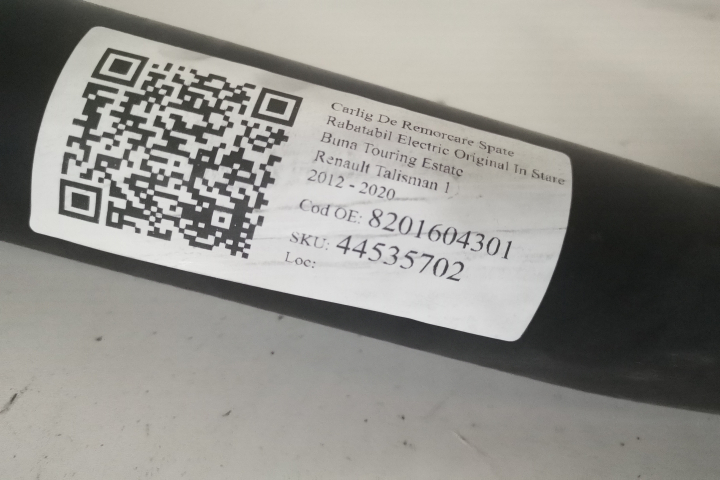 Carlig De Remorcare Spate
Rabatabil Electric Original In Stare
Buna Touring Estate
Renault Talisman 1
2012 - 2020
Cod OE: 8201604301
SKU: 44535702
Loc: